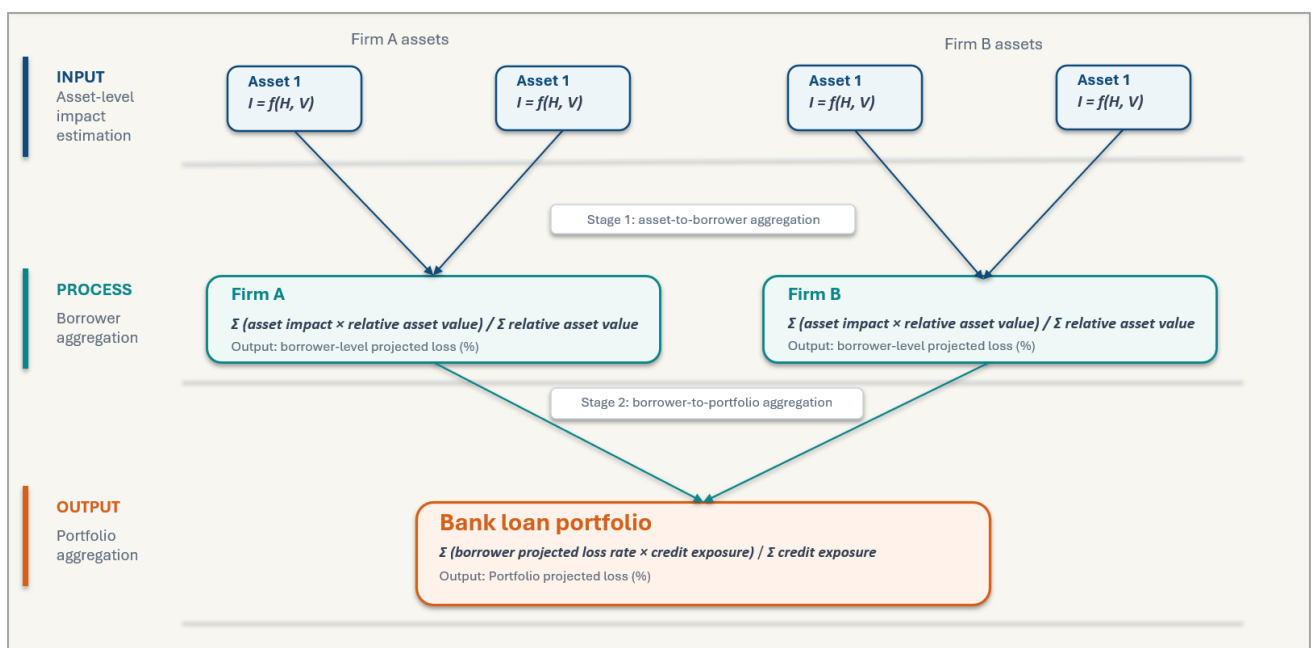 Firm A assets
Firm B assets
INPUT
Asset-level
impact
estimation
Asset 1
I = f(H, V)
Asset 1
I = f(H, V)
Asset 1
I = f(H, V)
Asset 1
I = f(H, V)
Stage 1: asset-to-borrower aggregation
PROCESS
Borrower
aggregation
Firm A
Σ (asset impact × relative asset value) / Σ relative asset value
Output: borrower-level projected loss (%)
Firm B
Σ (asset impact × relative asset value) / Σ relative asset value
Output: borrower-level projected loss (%)
Stage 2: borrower-to-portfolio aggregation
OUTPUT
Portfolio
aggregation
Bank loan portfolio
Σ (borrower projected loss rate × credit exposure) / Σ credit exposure
Output: Portfolio projected loss (%)